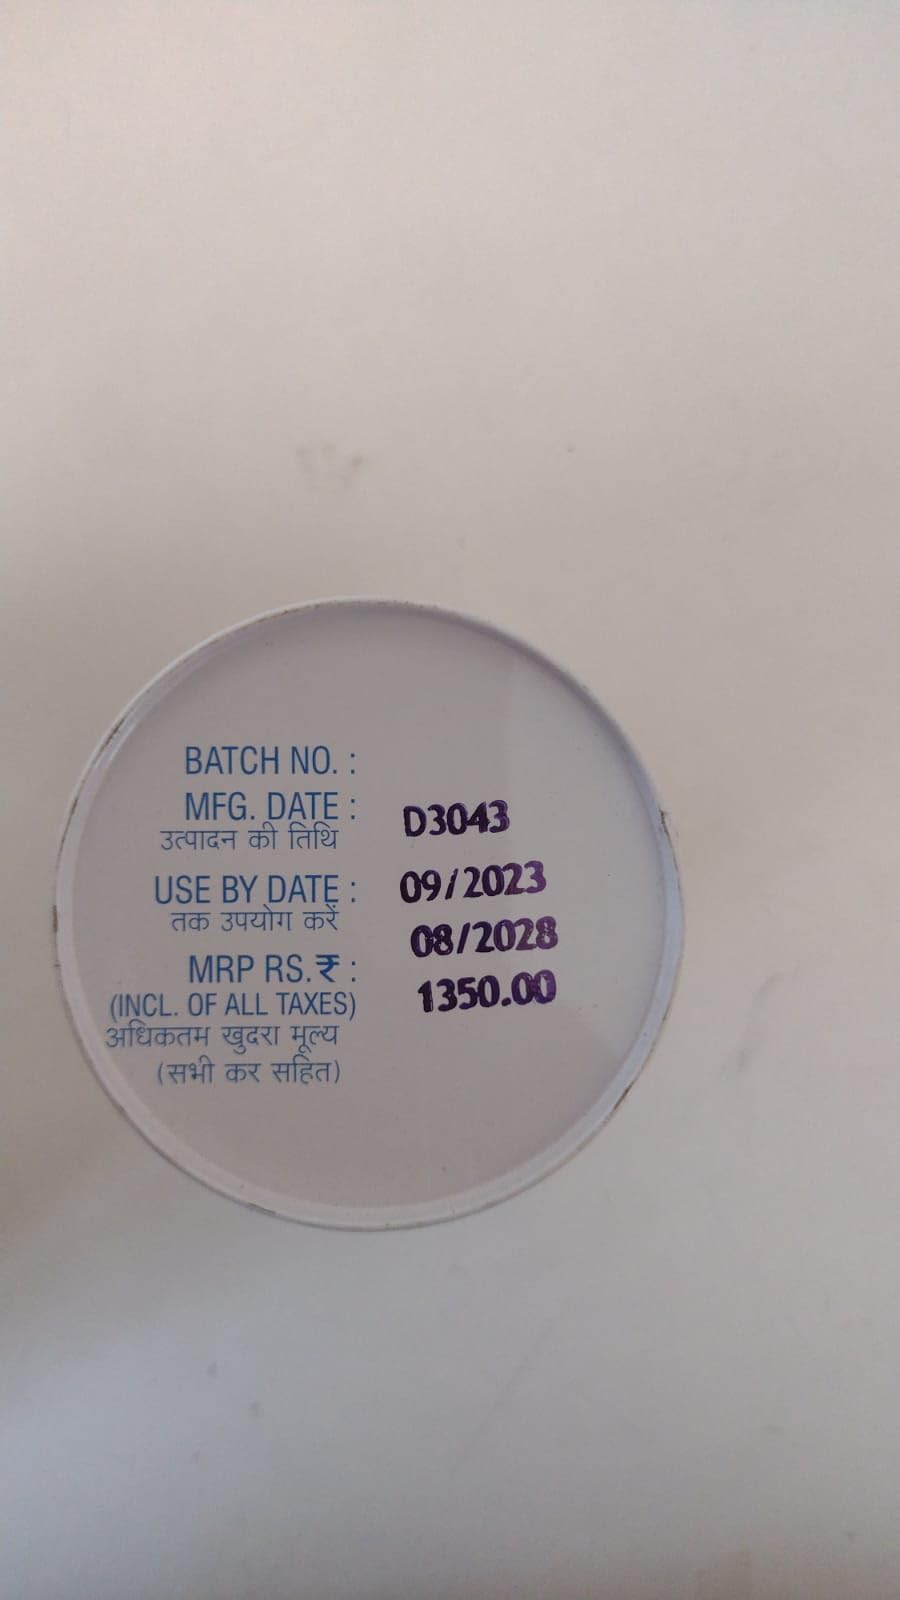 BATCH NO. :
MFG. DATE : D3043
उत्पादन की तिथि
USE BY DATE : 09/2023
तक उपयोग करें 08/2028
MRP RS.₹ : 1350.00
(INCL. OF ALL TAXES)
अधिकतम खुदरा मूल्य
(सभी कर सहित)